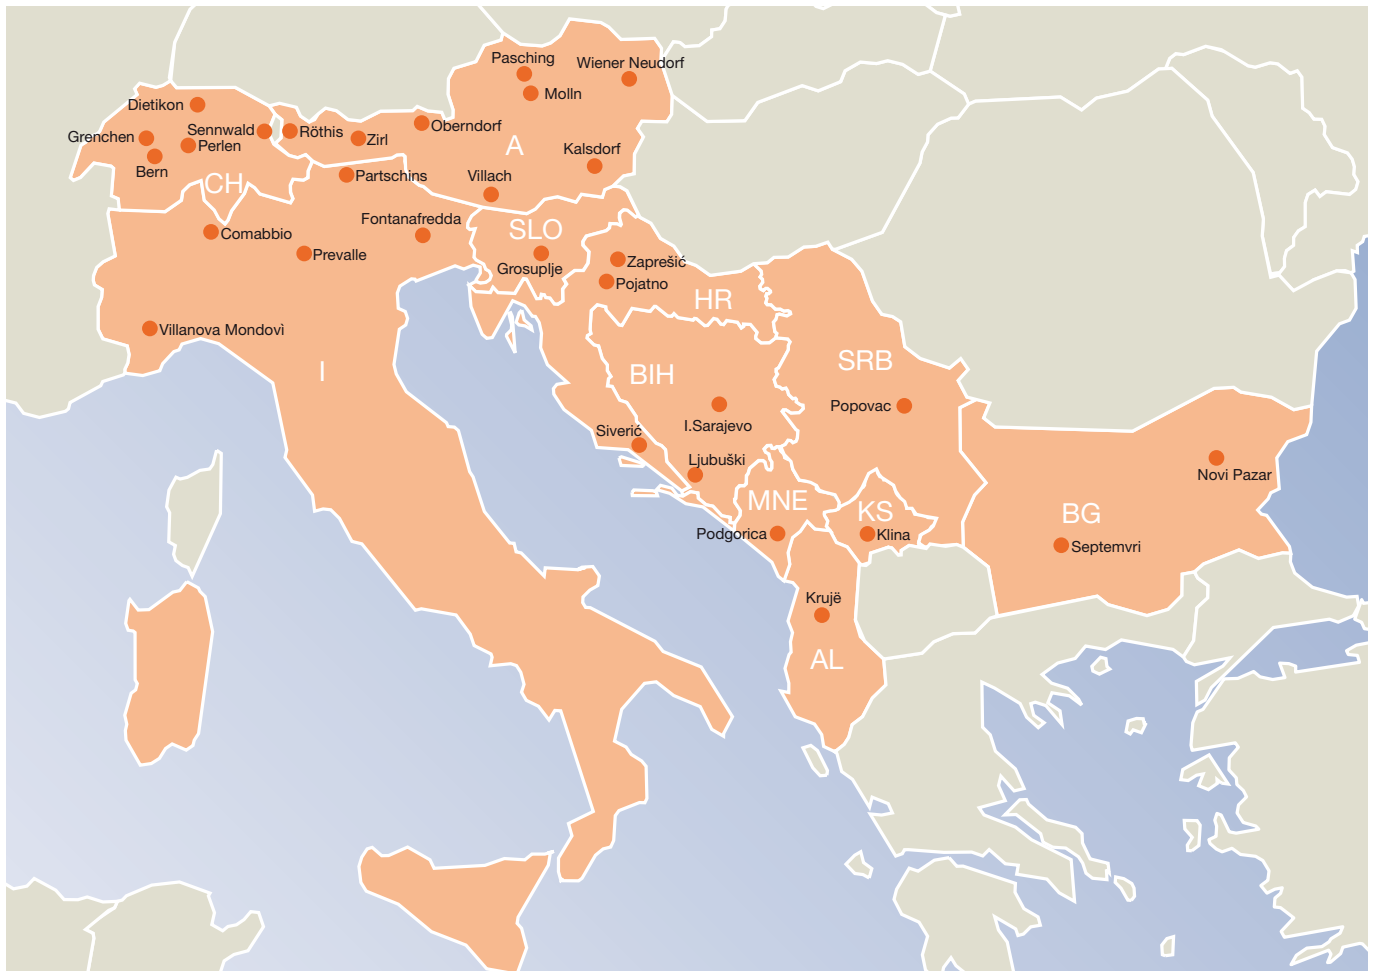 Pasching
Wiener Neudorf
Molln
Dietikon
Oberndorf
Grenchen
Sennwald
Röthis
Zirl
Perlen
A
Kalsdorf
Bern
CH
Partschins
Villach
Fontanafredda
Comabbio
SLO
Prevalle
Grosuplje
Zaprešić
Pojatno
HR
Villanova Mondovì
I
BIH
SRB
Popovac
I.Sarajevo
Siverić
Ljubuški
Novi Pazar
MNE
KS
BG
Podgorica
Klina
Septemvri
Krujë
AL